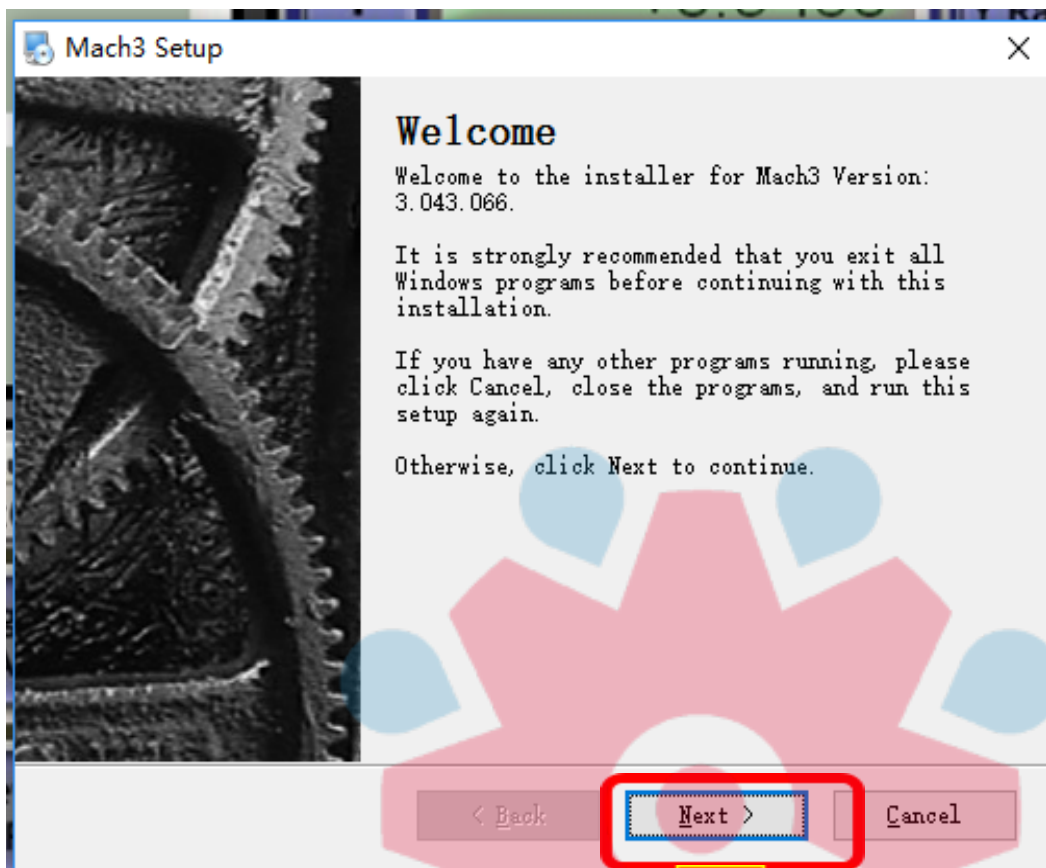 Mach3 Setup
Welcome
Welcome to the installer for Mach3 Version:
3.043.066.
It is strongly recommended that you exit all
Windows programs before continuing with this
installation.
If you have any other programs running, please
click Cancel, close the programs, and run this
setup again.
Otherwise, click Next to continue.
< Back
Next >
Cancel